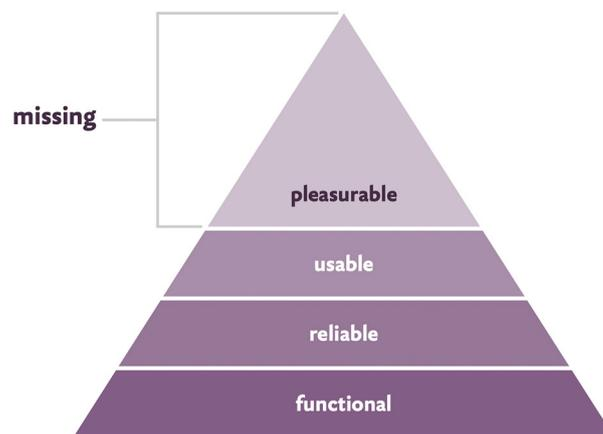 missing
pleasurable
usable
reliable
functional